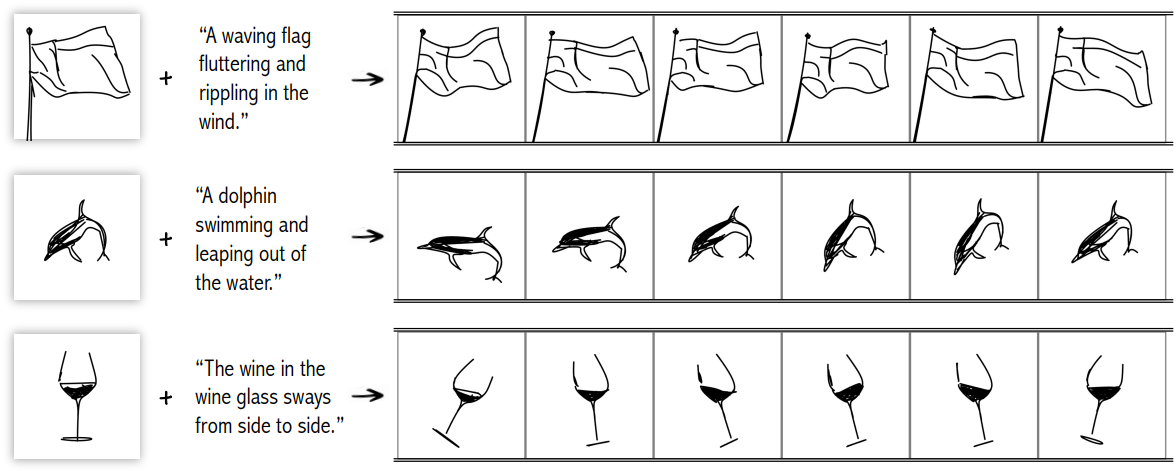 “A waving flag
fluttering and
rippling in the
wind.”
“A dolphin
swimming and
leaping out of
the water.”
“The wine in the
wine glass sways
from side to side.”